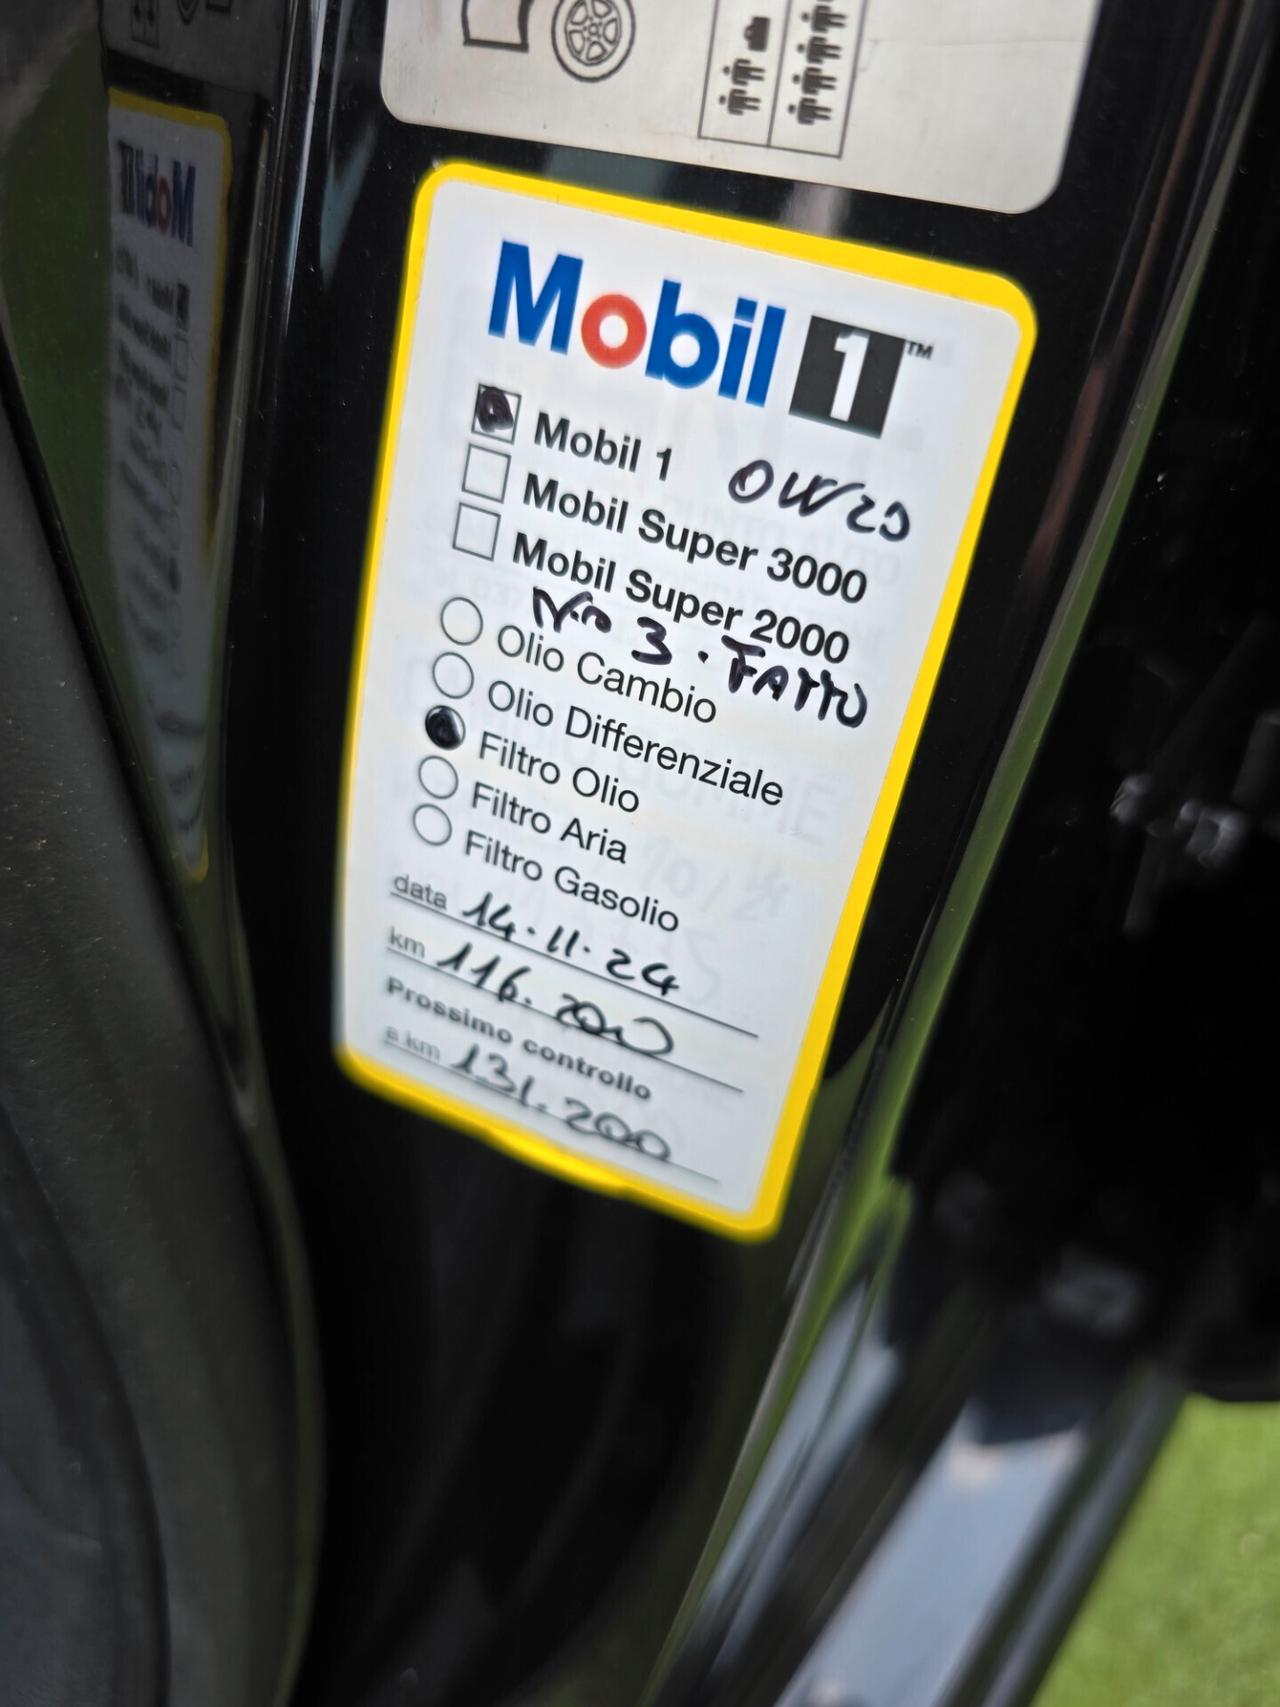 Mobil 1™
Mobil 1 0W20
Mobil Super 3000
Mobil Super 2000
No 3. FATTO
Olio Cambio
Olio Differenziale
Filtro Olio
Filtro Aria
Filtro Gasolio
data 14.11.24
km 116.200
Prossimo controllo
a km 131.200